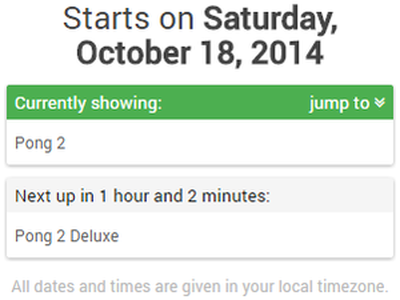 Starts on Saturday,
October 18, 2014
Currently showing: jump to
Pong 2
Next up in 1 hour and 2 minutes:
Pong 2 Deluxe
All dates and times are given in your local timezone.